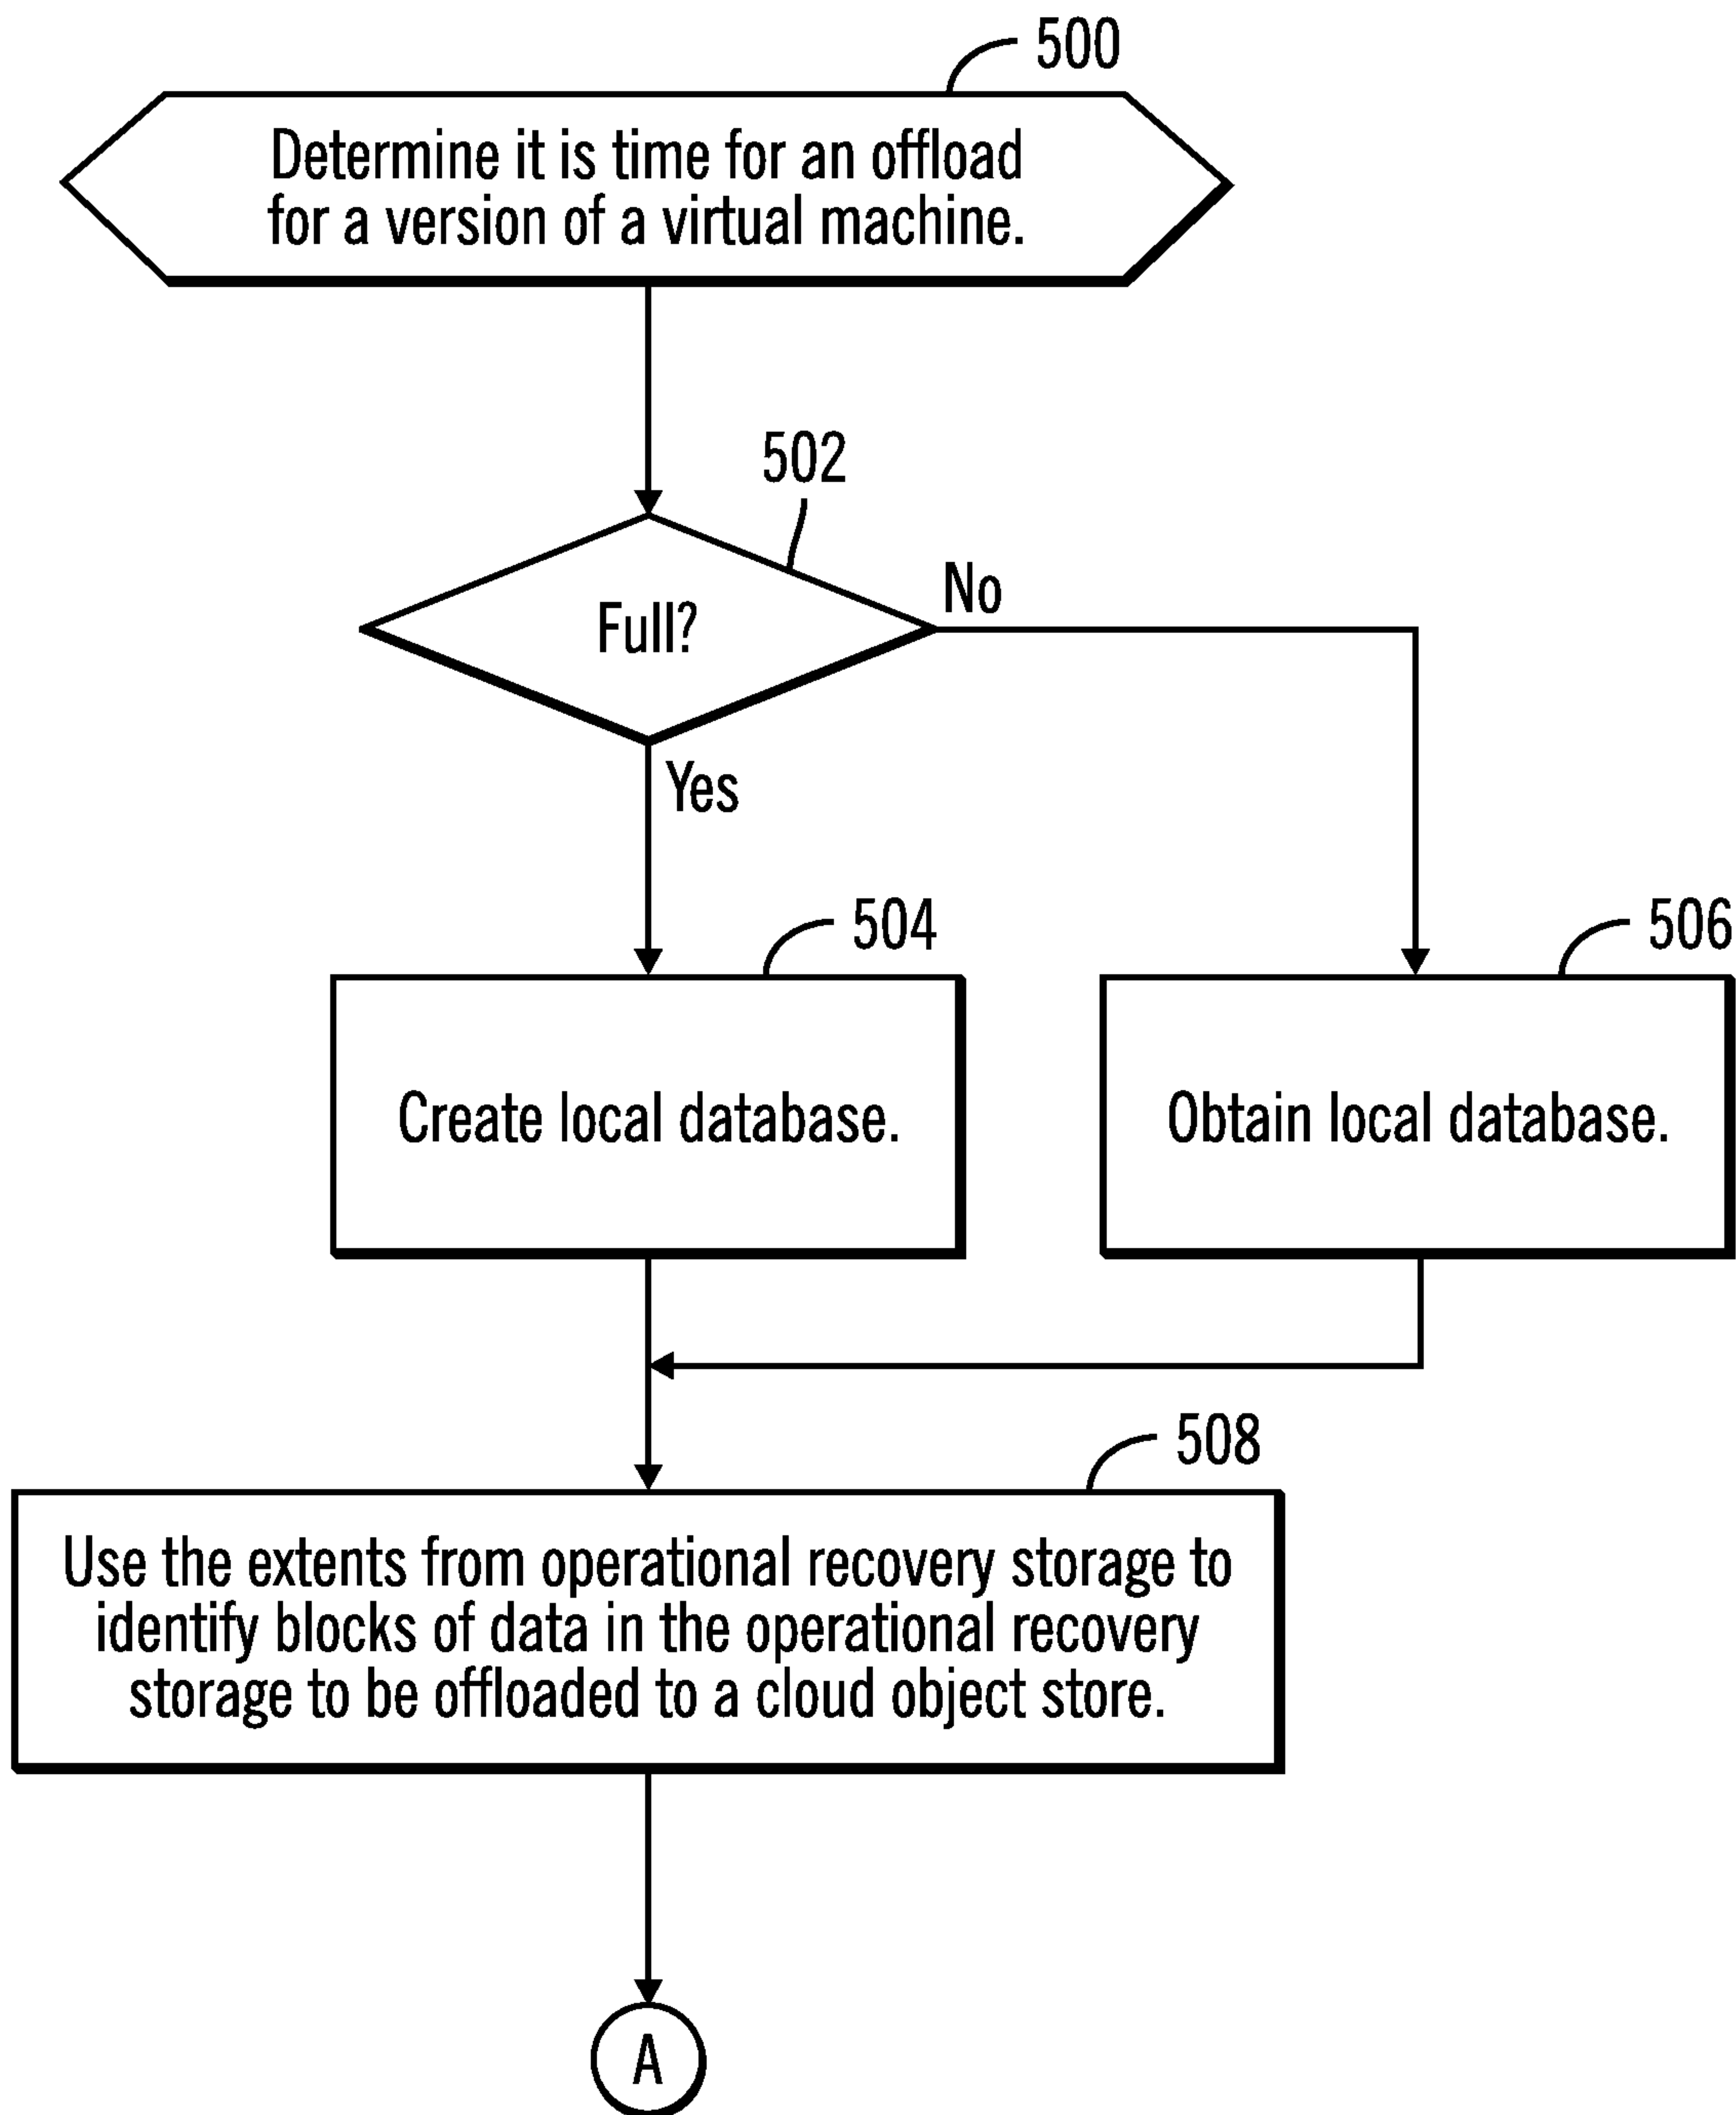 500
Determine it is time for an offload
for a version of a virtual machine.
502
Full?
No
Yes
504
506
Create local database.
Obtain local database.
508
Use the extents from operational recovery storage to
identify blocks of data in the operational recovery
storage to be offloaded to a cloud object store.
A